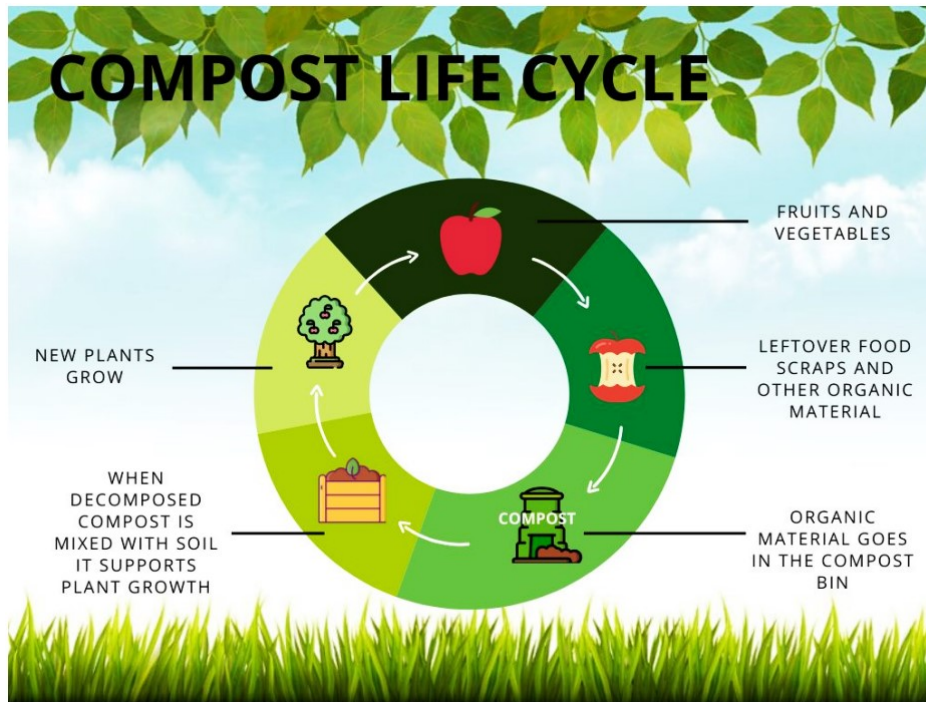 COMPOST LIFE CYCLE
FRUITS AND
VEGETABLES
LEFTOVER FOOD
SCRAPS AND
OTHER ORGANIC
MATERIAL
COMPOST
ORGANIC
MATERIAL GOES
IN THE COMPOST
BIN
WHEN
DECOMPOSED
COMPOST IS
MIXED WITH SOIL
IT SUPPORTS
PLANT GROWTH
NEW PLANTS
GROW